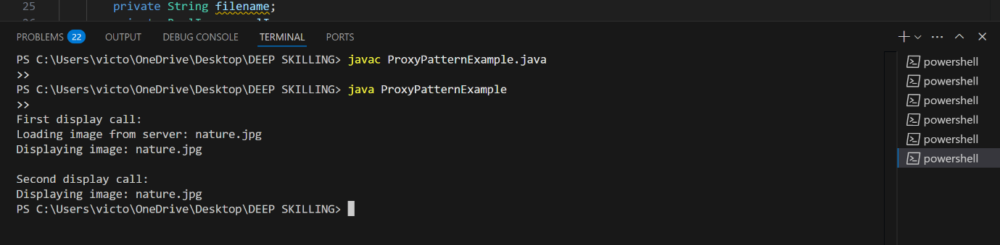 25 private String filename;
PROBLEMS 22 OUTPUT DEBUG CONSOLE TERMINAL PORTS
PS C:\Users\victo\OneDrive\Desktop\DEEP SKILLING> javac ProxyPatternExample.java
>>
PS C:\Users\victo\OneDrive\Desktop\DEEP SKILLING> java ProxyPatternExample
>>
First display call:
Loading image from server: nature.jpg
Displaying image: nature.jpg
Second display call:
Displaying image: nature.jpg
PS C:\Users\victo\OneDrive\Desktop\DEEP SKILLING>
powershell
powershell
powershell
powershell
powershell
powershell